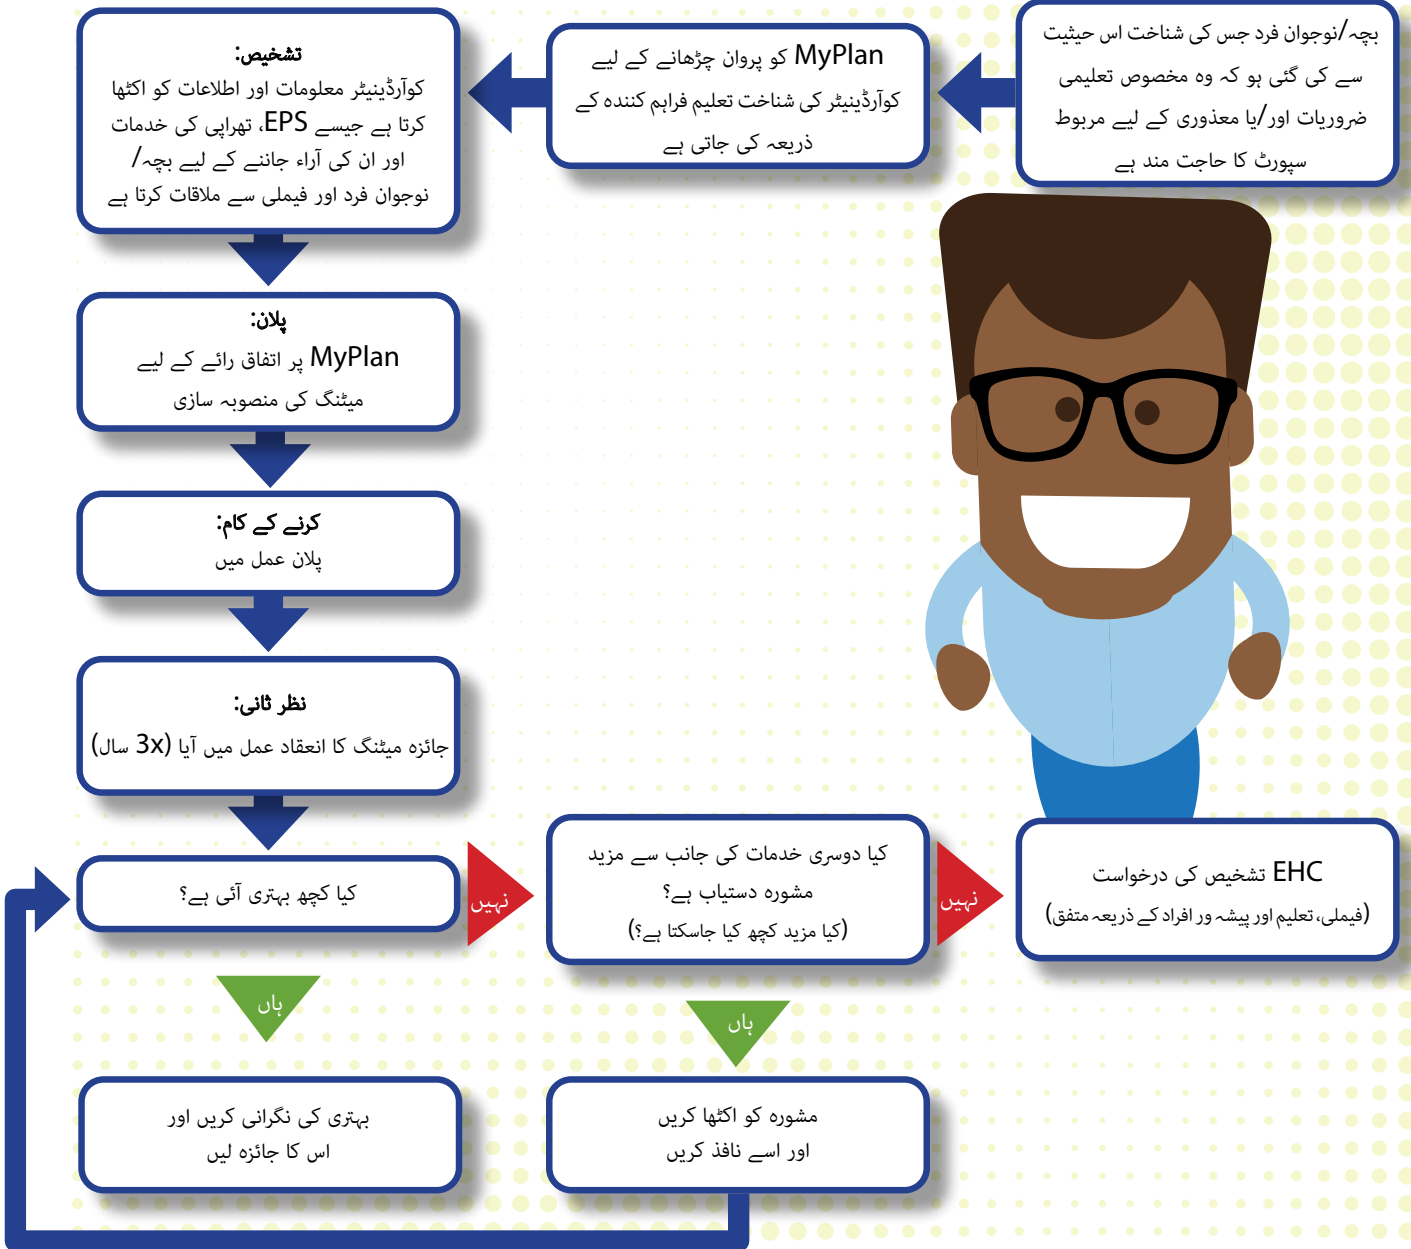 بچہ/نوجوان فرد جس کی شناخت اس حیثیت
سے کی گئی ہو کہ وہ مخصوص تعلیمی
ضروریات اور/یا معذوری کے لیے مربوط
سپورٹ کا حاجت مند ہے
MyPlan کو پروان چڑھانے کے لیے
کوآرڈینیٹر کی شناخت تعلیم فراہم کنندہ کے
ذریعہ کی جاتی ہے
تشخیص:
کوآرڈینیٹر معلومات اور اطلاعات کو اکٹھا
کرتا ہے جیسے EPS، تھراپی کی خدمات
اور ان کی آراء جاننے کے لیے بچہ/
نوجوان فرد اور فیملی سے ملاقات کرتا ہے
پلان:
MyPlan پر اتفاق رائے کے لیے
میٹنگ کی منصوبہ سازی
کرنے کے کام:
پلان عمل میں
نظر ثانی:
جائزہ میٹنگ کا انعقاد عمل میں آیا (3x سال)
کیا کچھ بہتری آئی ہے؟
نہیں
کیا دوسری خدمات کی جانب سے مزید
مشورہ دستیاب ہے؟
(کیا مزید کچھ کیا جاسکتا ہے؟)
نہیں
EHC تشخیص کی درخواست
(فیملی، تعلیم اور پیشہ ور افراد کے ذریعہ متفق)
ہاں
ہاں
بہتری کی نگرانی کریں اور
اس کا جائزہ لیں
مشورہ کو اکٹھا کریں
اور اسے نافذ کریں